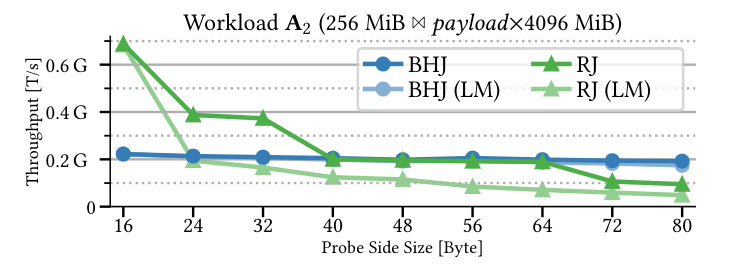 Workload A₂ (256 MiB ⋈ payload×4096 MiB)
Throughput [T/s]
0.6 G
0.4 G
0.2 G
0
BHJ RJ
BHJ (LM) RJ (LM)
16 24 32 40 48 56 64 72 80
Probe Side Size [Byte]